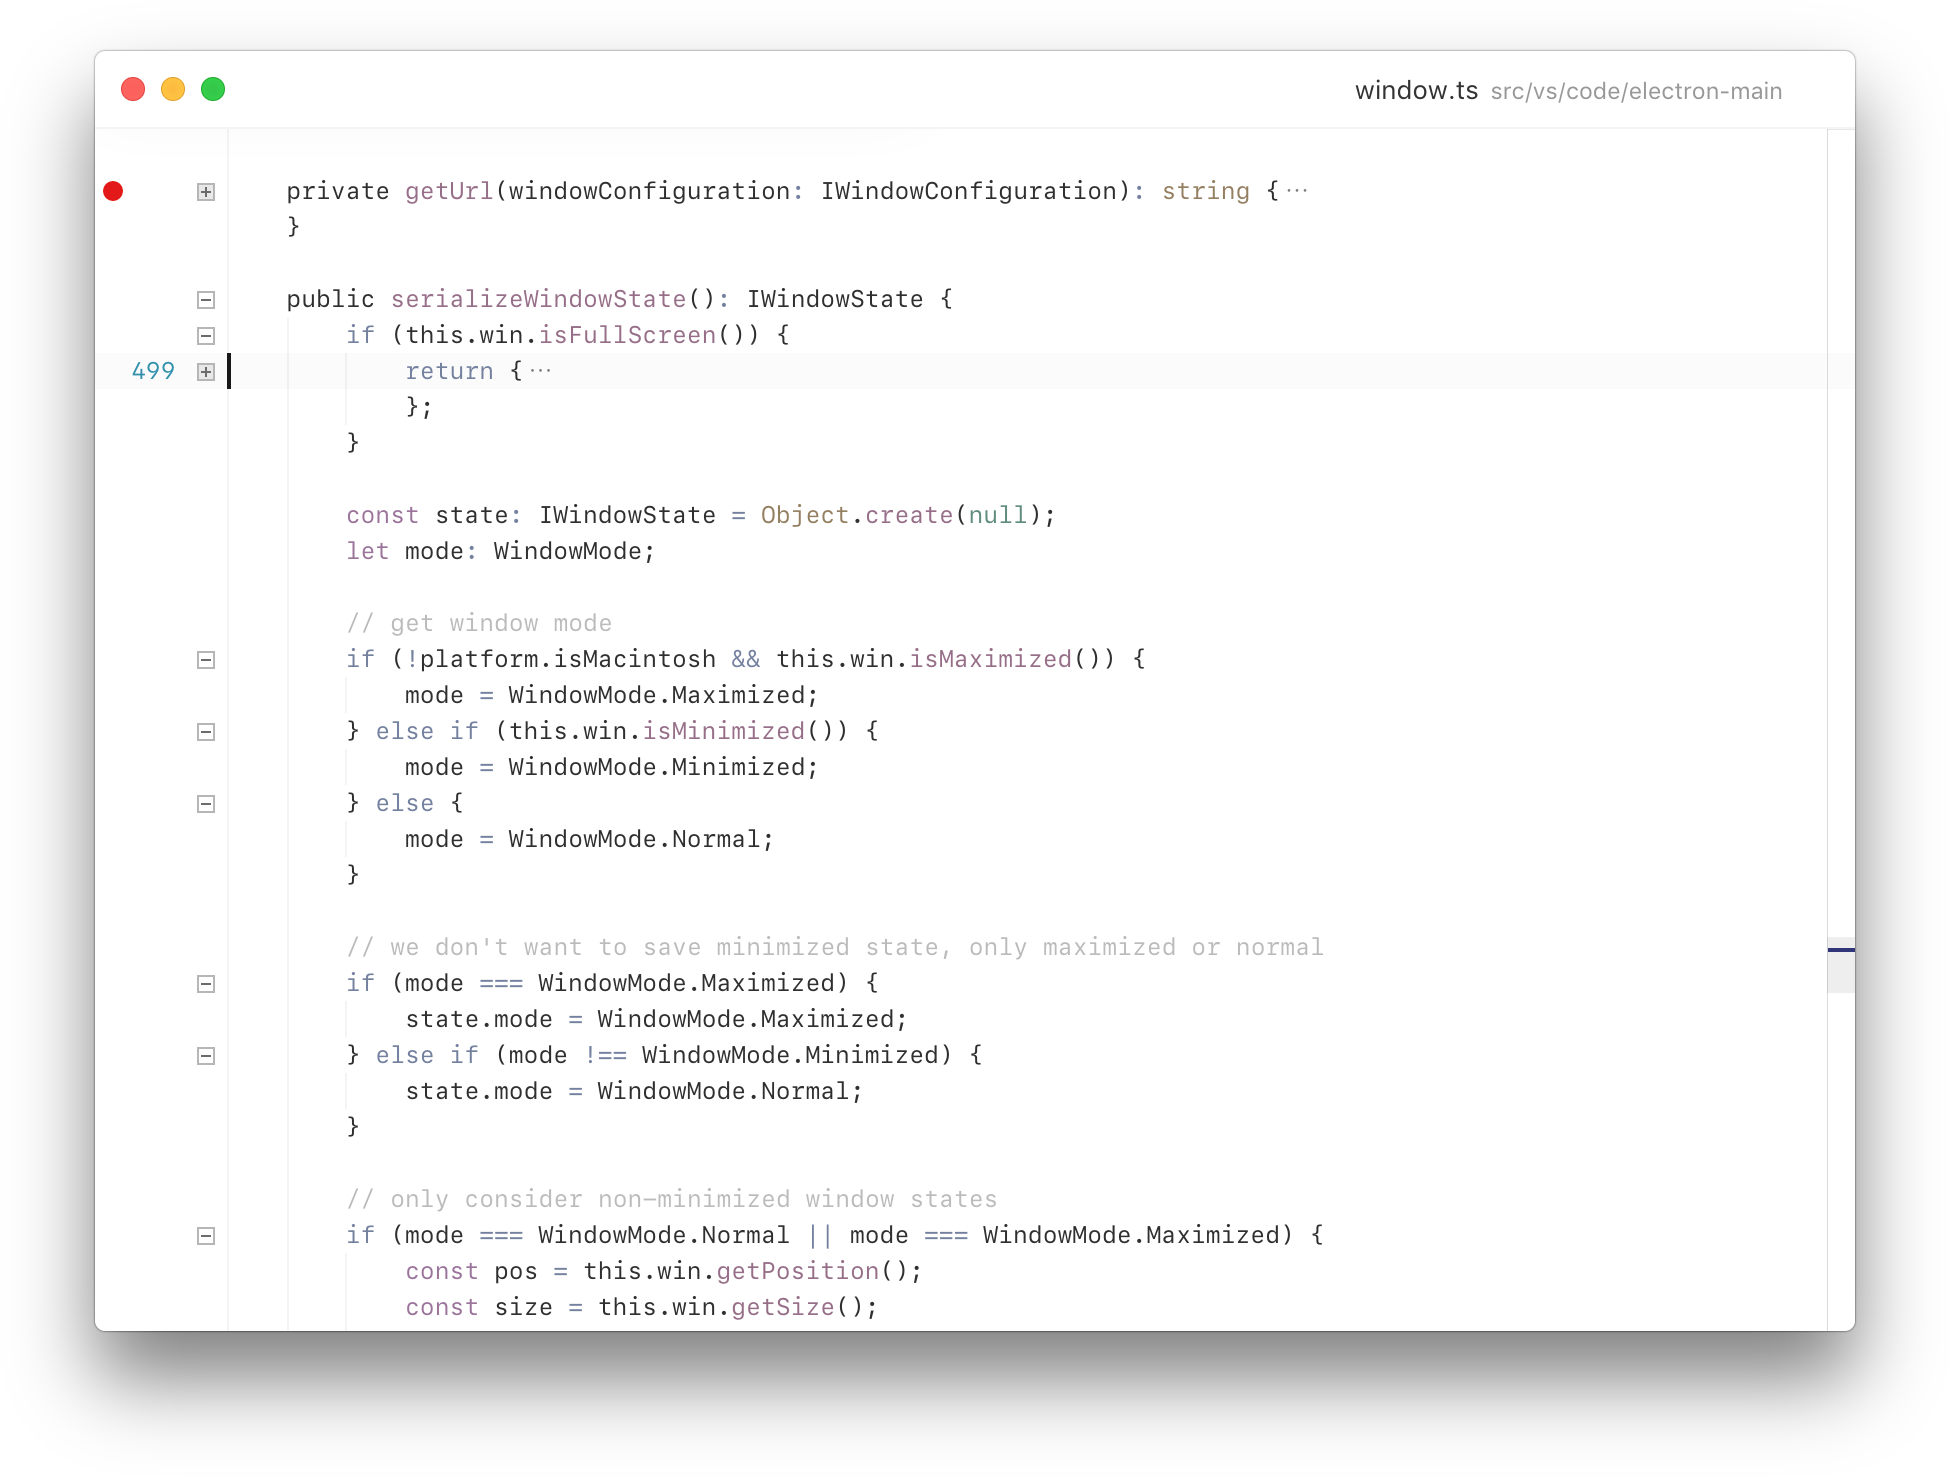 window.ts src/vs/code/electron-main
private getUrl(windowConfiguration: IWindowConfiguration): string {···
}
public serializeWindowState(): IWindowState {
if (this.win.isFullScreen()) {
499 return {···
};
}
const state: IWindowState = Object.create(null);
let mode: WindowMode;
// get window mode
if (!platform.isMacintosh && this.win.isMaximized()) {
mode = WindowMode.Maximized;
} else if (this.win.isMinimized()) {
mode = WindowMode.Minimized;
} else {
mode = WindowMode.Normal;
}
// we don't want to save minimized state, only maximized or normal
if (mode === WindowMode.Maximized) {
state.mode = WindowMode.Maximized;
} else if (mode !== WindowMode.Minimized) {
state.mode = WindowMode.Normal;
}
// only consider non-minimized window states
if (mode === WindowMode.Normal || mode === WindowMode.Maximized) {
const pos = this.win.getPosition();
const size = this.win.getSize();